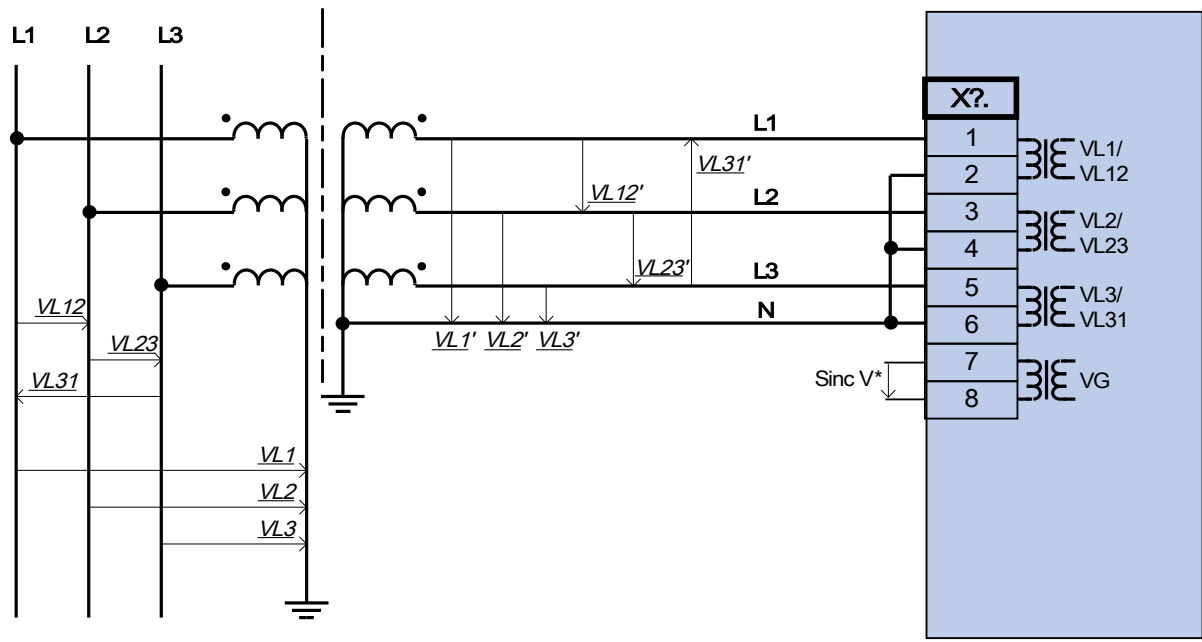 L1 L2 L3
X?.
L1
1
VL1/
VL12
VL31'
2
VL12'
L2
3
VL2/
VL23
4
VL23'
L3
5
VL3/
VL31
N
6
VL12
VL1' VL2' VL3'
VL23
7
Sinc V*
VG
VL31
8
VL1
VL2
VL3